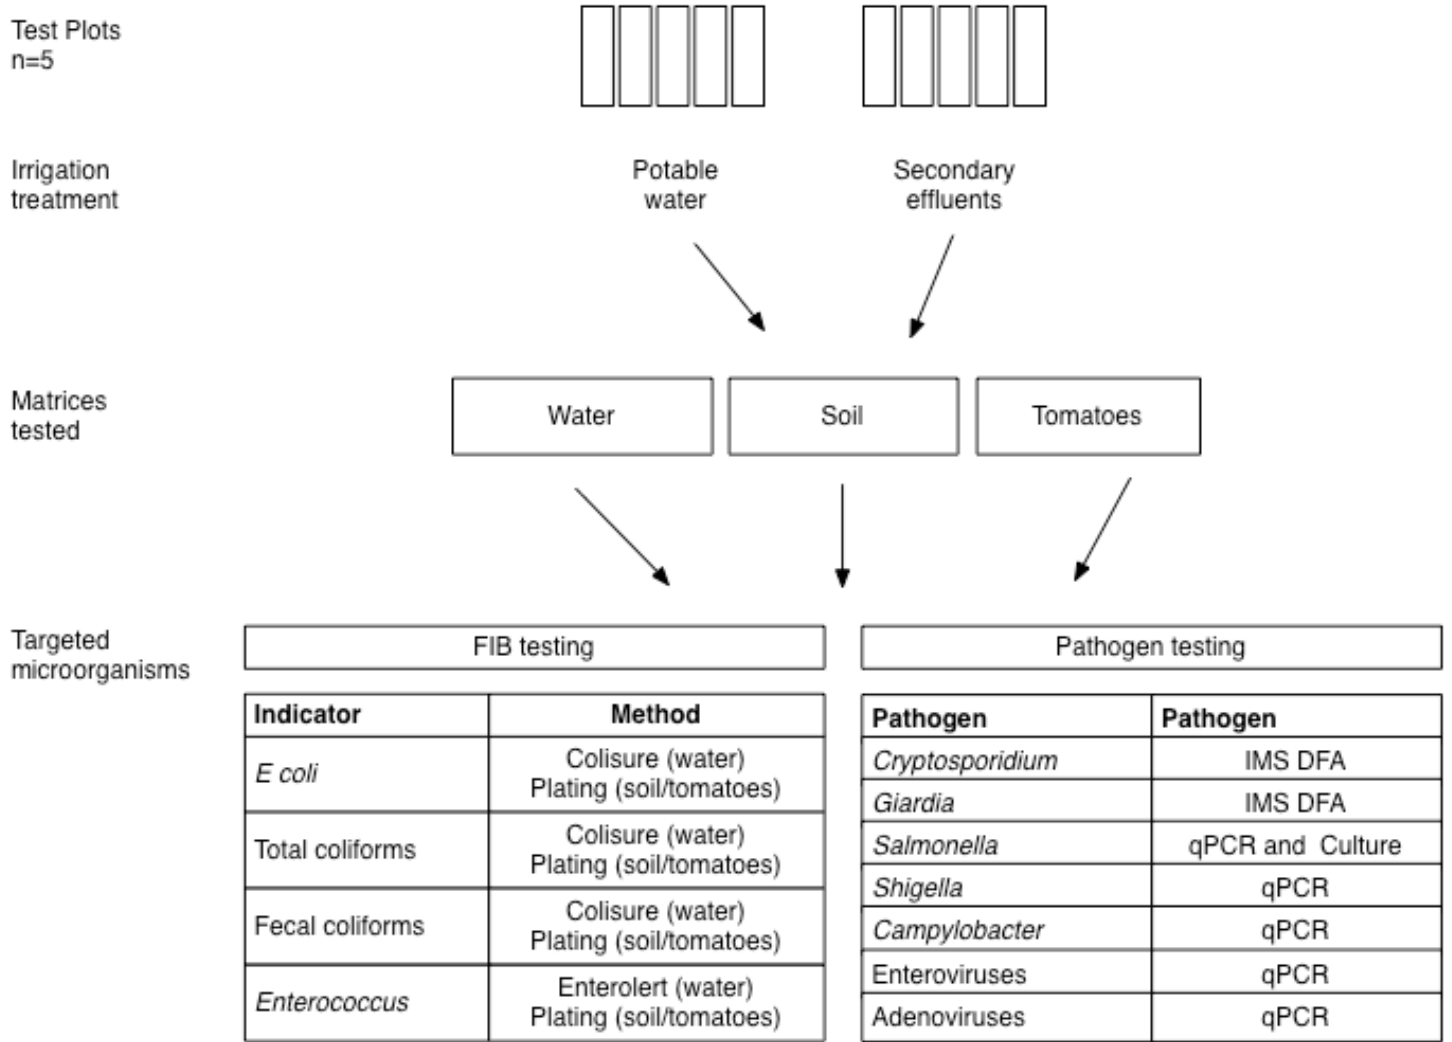 Test Plots
n=5
Irrigation
treatment
Potable
water
Secondary
effluents
Matrices
tested
Water
Soil
Tomatoes
Targeted
microorganisms
FIB testing
Pathogen testing
Indicator
Method
E coli
Colisure (water)
Plating (soil/tomatoes)
Total coliforms
Colisure (water)
Plating (soil/tomatoes)
Fecal coliforms
Colisure (water)
Plating (soil/tomatoes)
Enterococcus
Enterolert (water)
Plating (soil/tomatoes)
Pathogen
Pathogen
Cryptosporidium
IMS DFA
Giardia
IMS DFA
Salmonella
qPCR and Culture
Shigella
qPCR
Campylobacter
qPCR
Enteroviruses
qPCR
Adenoviruses
qPCR